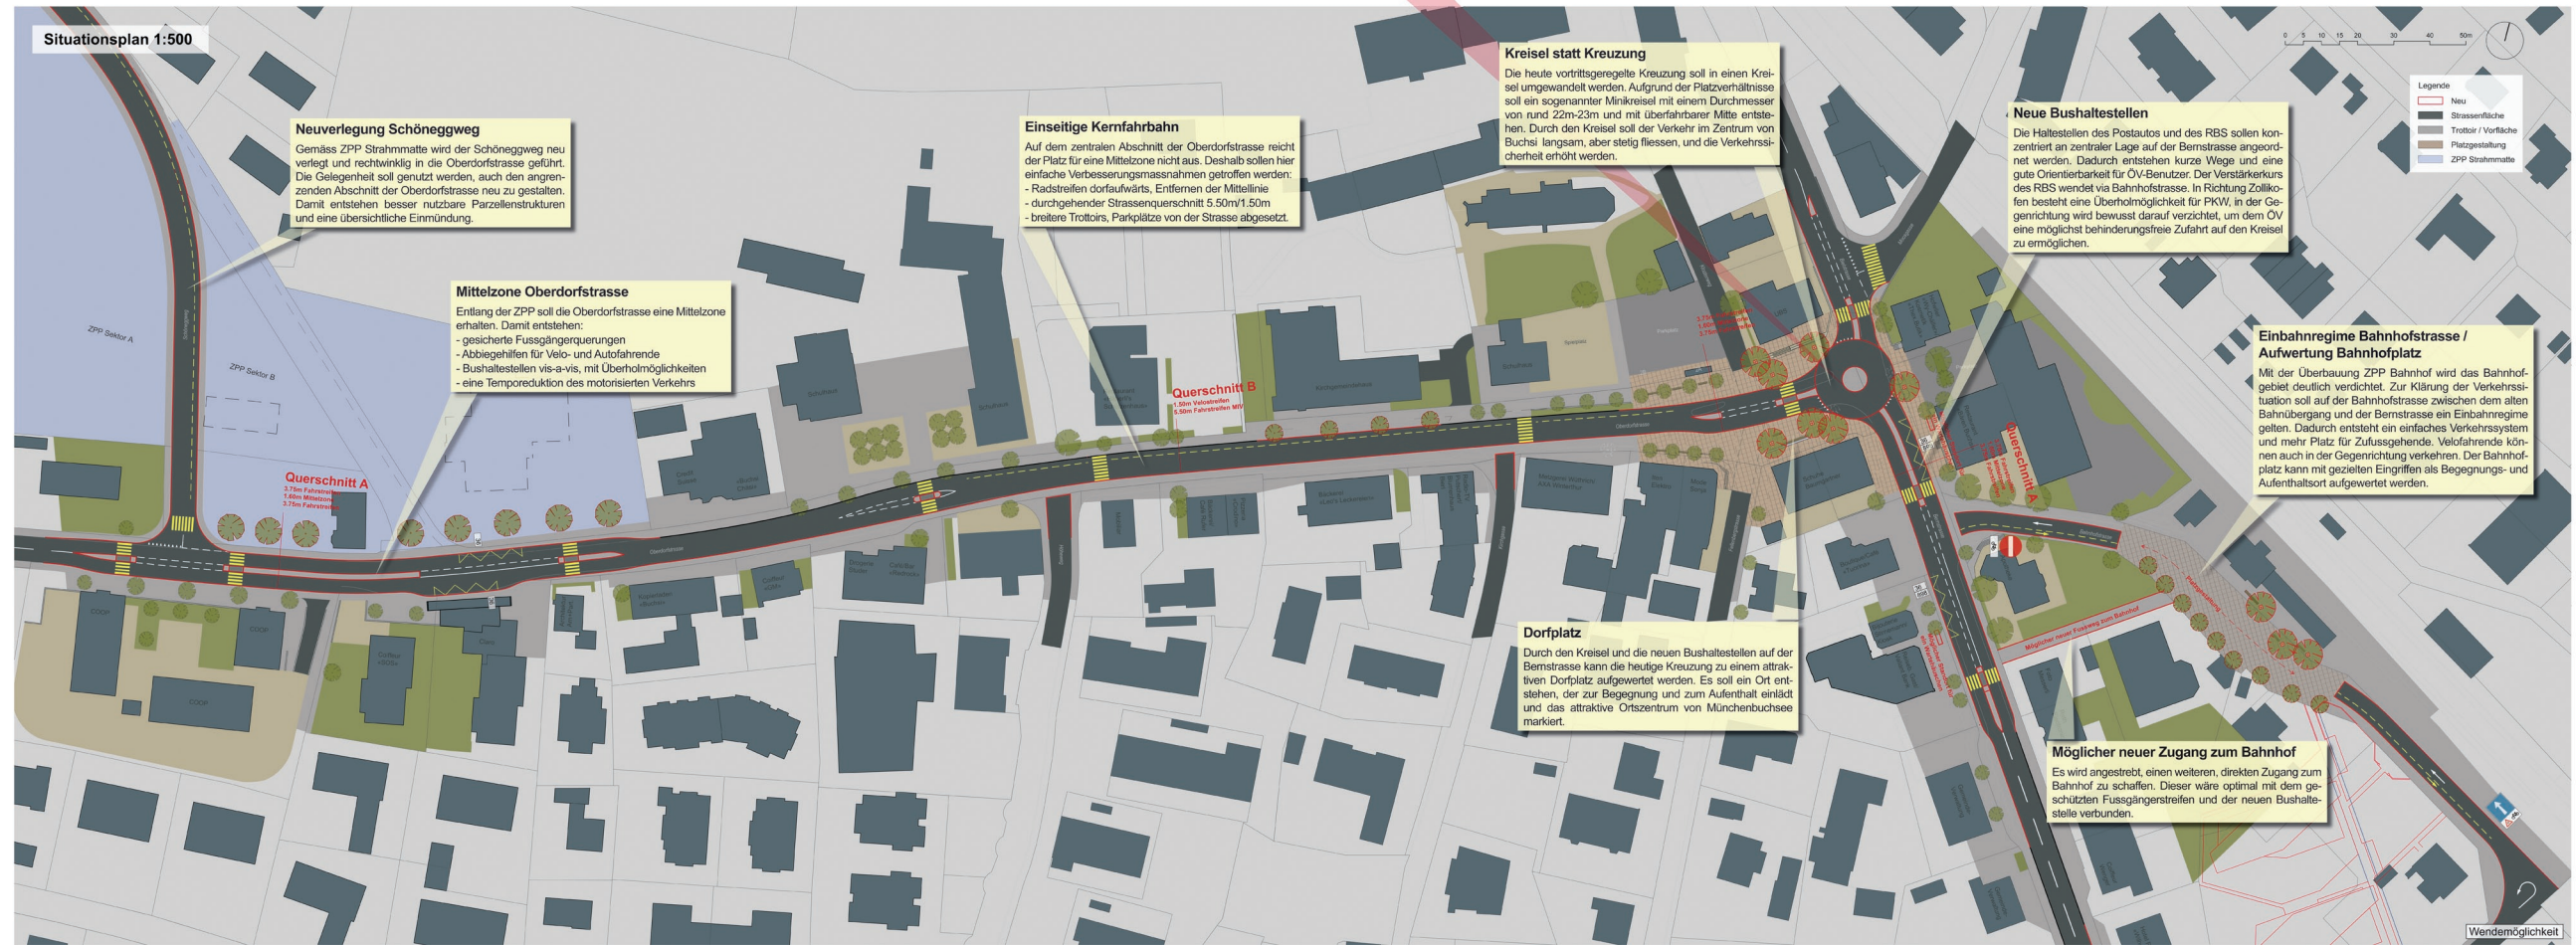 Situationsplan 1:500
Neuverlegung Schöneggweg
Gemäss ZPP Strahmmatte wird der Schöneggweg neu
verlegt und rechtwinklig in die Oberdorfstrasse geführt.
Die Gelegenheit soll genutzt werden, auch den angren-
zenden Abschnitt der Oberdorfstrasse neu zu gestalten.
Damit entstehen besser nutzbare Parzellenstrukturen
und eine übersichtliche Einmündung.
Mittelzone Oberdorfstrasse
Entlang der ZPP soll die Oberdorfstrasse eine Mittelzone
erhalten. Damit entstehen:
- gesicherte Fussgängerquerungen
- Abbiegehilfen für Velo- und Autofahrende
- Bushaltestellen vis-a-vis, mit Überholmöglichkeiten
- eine Temporeduktion des motorisierten Verkehrs
Einseitige Kernfahrbahn
Auf dem zentralen Abschnitt der Oberdorfstrasse reicht
der Platz für eine Mittelzone nicht aus. Deshalb sollen hier
einfache Verbesserungsmassnahmen getroffen werden:
- Radstreifen dorfaufwärts, Entfernen der Mittellinie
- durchgehender Strassenquerschnitt 5.50m/1.50m
- breitere Trottoirs, Parkplätze von der Strasse abgesetzt.
Kreisel statt Kreuzung
Die heute vortrittsgeregelte Kreuzung soll in einen Krei-
sel umgewandelt werden. Aufgrund der Platzverhältnisse
soll ein sogenannter Minikreisel mit einem Durchmesser
von rund 22m-23m und mit überfahrbarer Mitte entste-
hen. Durch den Kreisel soll der Verkehr im Zentrum von
Buchsi langsam, aber stetig fliessen, und die Verkehrssi-
cherheit erhöht werden.
Neue Bushaltestellen
Die Haltestellen des Postautos und des RBS sollen kon-
zentriert an zentraler Lage auf der Bernstrasse angeord-
net werden. Dadurch entstehen kurze Wege und eine
gute Orientierbarkeit für ÖV-Benutzer. Der Verstärkerkurs
des RBS wendet via Bahnhofstrasse. In Richtung Zolliko-
fen besteht eine Überholmöglichkeit für PKW, in der Ge-
genrichtung wird bewusst darauf verzichtet, um dem ÖV
eine möglichst behinderungsfreie Zufahrt auf den Kreisel
zu ermöglichen.
0 5 10 15 20 30 40 50m
Legende
Neu
Strassenfläche
Trottoir / Vorfläche
Platzgestaltung
ZPP Strahmmatte
Einbahnregime Bahnhofstrasse /
Aufwertung Bahnhofplatz
Mit der Überbauung ZPP Bahnhof wird das Bahnhof-
gebiet deutlich verdichtet. Zur Klärung der Verkehrssi-
tuation soll auf der Bahnhofstrasse zwischen dem alten
Bahnübergang und der Bernstrasse ein Einbahnregime
gelten. Dadurch entsteht ein einfaches Verkehrssystem
und mehr Platz für Zufussgehende. Velofahrende kön-
nen auch in der Gegenrichtung verkehren. Der Bahnhof-
platz kann mit gezielten Eingriffen als Begegnungs- und
Aufenthaltsort aufgewertet werden.
Dorfplatz
Durch den Kreisel und die neuen Bushaltestellen auf der
Bernstrasse kann die heutige Kreuzung zu einem attrak-
tiven Dorfplatz aufgewertet werden. Es soll ein Ort ent-
stehen, der zur Begegnung und zum Aufenthalt einlädt
und das attraktive Ortszentrum von Münchenbuchsee
markiert.
Möglicher neuer Zugang zum Bahnhof
Es wird angestrebt, einen weiteren, direkten Zugang zum
Bahnhof zu schaffen. Dieser wäre optimal mit dem ge-
schützten Fussgängerstreifen und der neuen Bushalte-
stelle verbunden.
ZPP Sektor A
ZPP Sektor B
Querschnitt A
3.75m Fahrstreifen
1.60m Mittelzone
3.75m Fahrstreifen
Querschnitt B
1.50m Velostreifen
5.50m Fahrstreifen MIV
Querschnitt A
Schulhaus
Schulhaus
Kirchgemeindehaus
Schulhaus
Oberdorfstrasse
Oberdorfstrasse
COOP
COOP
COOP
Möglicher neuer Fussweg zum Bahnhof
Platzgestaltung
Wendemöglichkeit